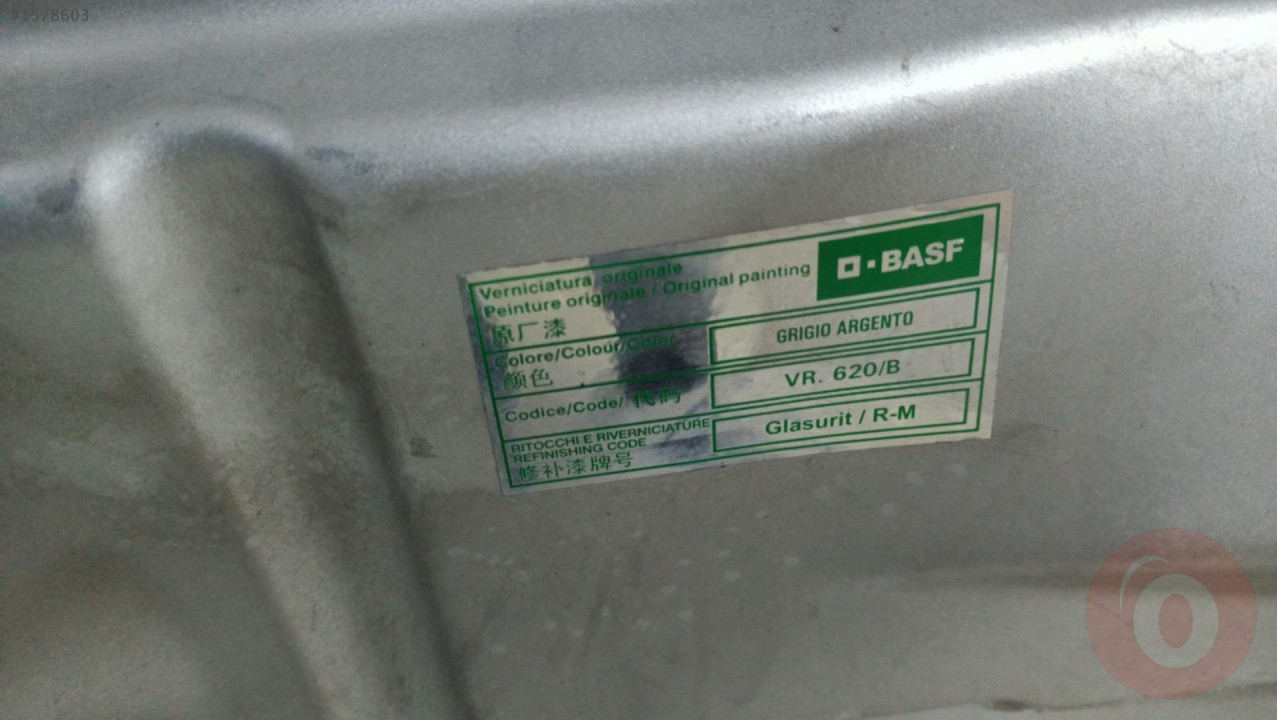 #1578603
Verniciatura originale
Peinture originale / Original painting
原厂漆
BASF
Colore/Colour/Color
颜色
GRIGIO ARGENTO
Codice/Code/ 代码
VR. 620/B
RITOCCHI E RIVERNICIATURE
REFINISHING CODE
修补漆牌号
Glasurit / R-M